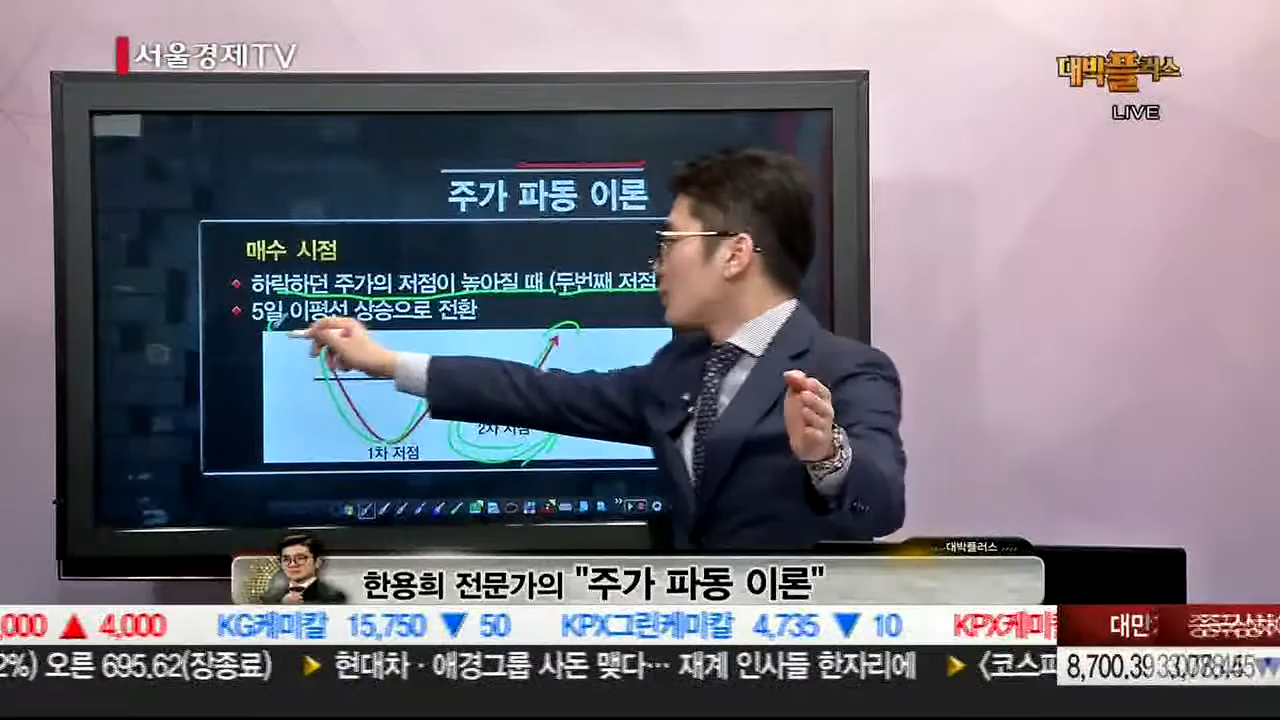 서울경제TV
대박플러스
LIVE
주가 파동 이론
매수 시점
하락하던 주가의 저점이 높아질 때 (두번째 저점
5일 이평선 상승으로 전환
1차 저점
2차 저점
대박플러스
한용희 전문가의 "주가 파동 이론"
,000 ▲ 4,000 KG케미칼 15,750 ▼ 50 KPX그린케미칼 4,735 ▼ 10 KPX케미
대만
2%) 오른 695.62(장종료) ▶ 현대차·애경그룹 사돈 맺다… 재계 인사들 한자리에 ▶ 〈코스피
8,700.39